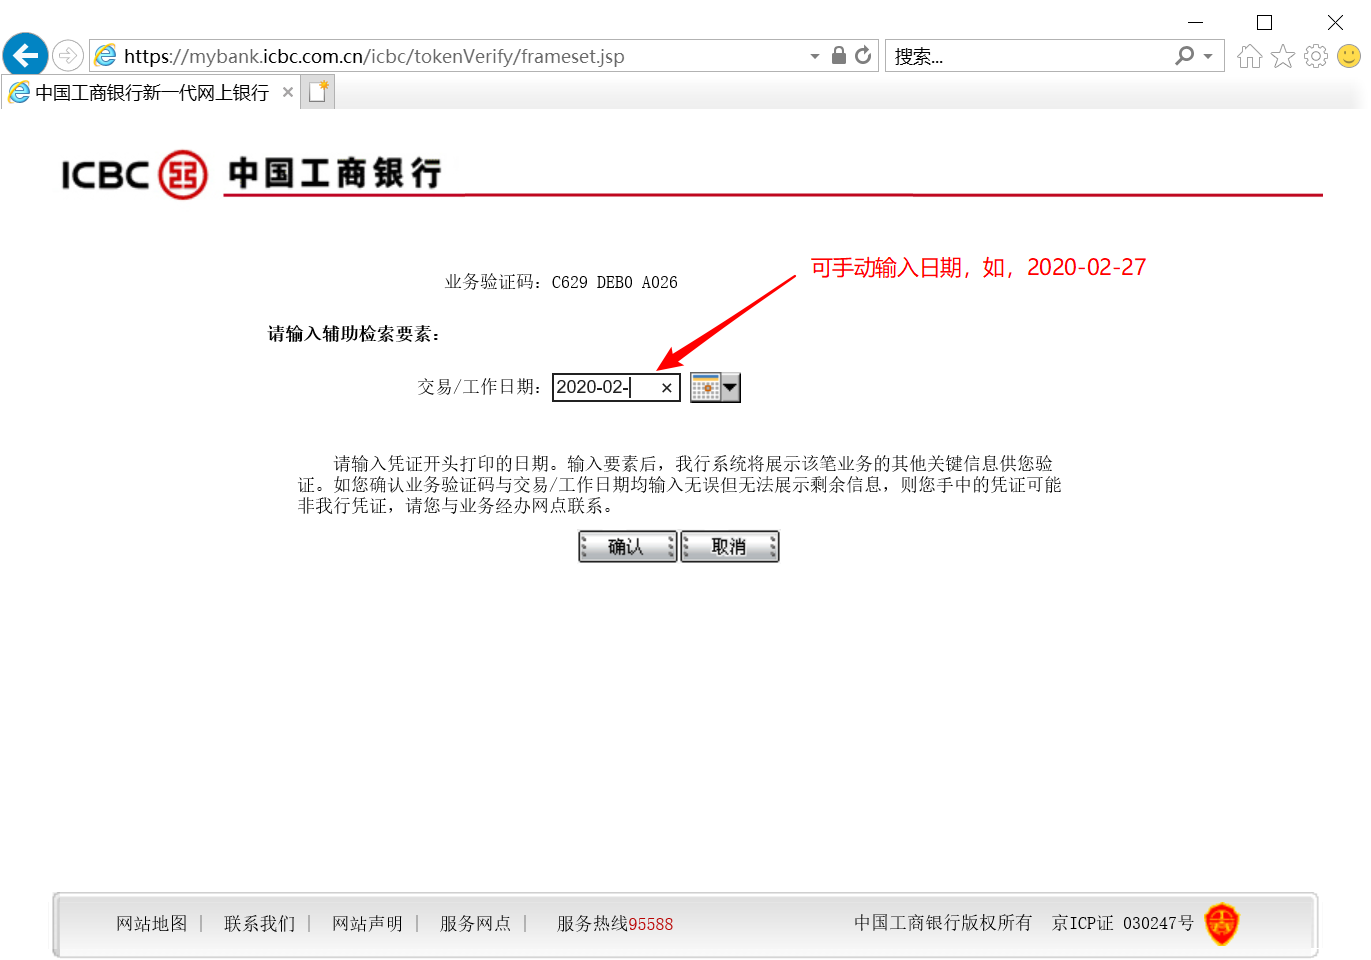 https://mybank.icbc.com.cn/icbc/tokenVerify/frameset.jsp
搜索...
中国工商银行新一代网上银行
ICBC 中国工商银行
可手动输入日期，如，2020-02-27
业务验证码：C629 DEB0 A026
请输入辅助检索要素：
交易/工作日期：2020-02-
请输入凭证开头打印的日期。输入要素后，我行系统将展示该笔业务的其他关键信息供您验
证。如您确认业务验证码与交易/工作日期均输入无误但无法展示剩余信息，则您手中的凭证可能
非我行凭证，请您与业务经办网点联系。
确认 取消
网站地图 | 联系我们 | 网站声明 | 服务网点 | 服务热线95588 中国工商银行版权所有 京ICP证 030247号